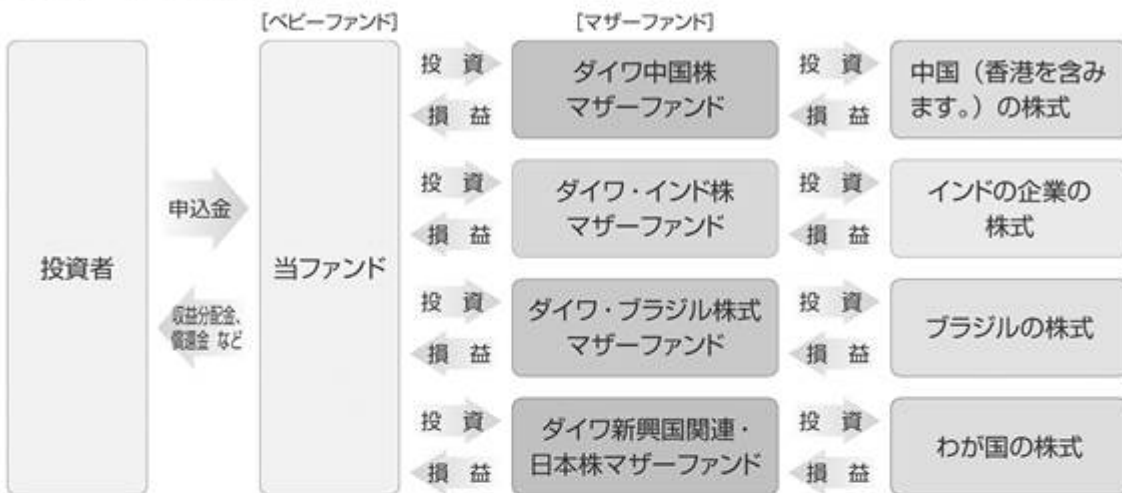 [ベビーファンド]
[マザーファンド]
投資者
申込金
収益分配金、
償還金 など
当ファンド
投 資
損 益
ダイワ中国株
マザーファンド
投 資
損 益
中国（香港を含み
ます。）の株式
投 資
損 益
ダイワ・インド株
マザーファンド
投 資
損 益
インドの企業の
株式
投 資
損 益
ダイワ・ブラジル株式
マザーファンド
投 資
損 益
ブラジルの株式
投 資
損 益
ダイワ新興国関連・
日本株マザーファンド
投 資
損 益
わが国の株式